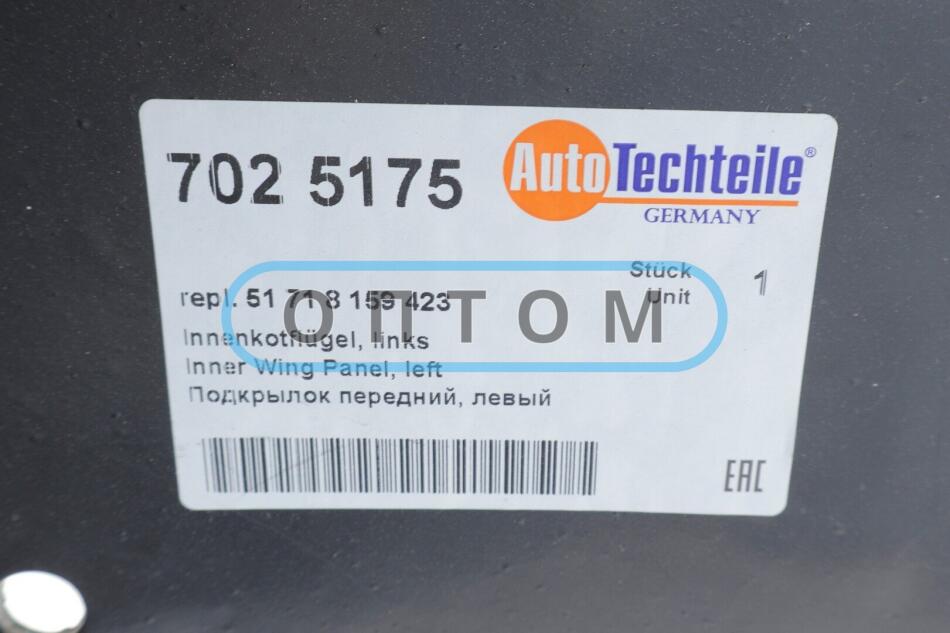 702 5175
AutoTechteile®
GERMANY
Stück 1
Unit
repl. 51 71 8 159 423
ОПТОМ
Innenkotflügel, links
Inner Wing Panel, left
Подкрылок передний, левый
EAC